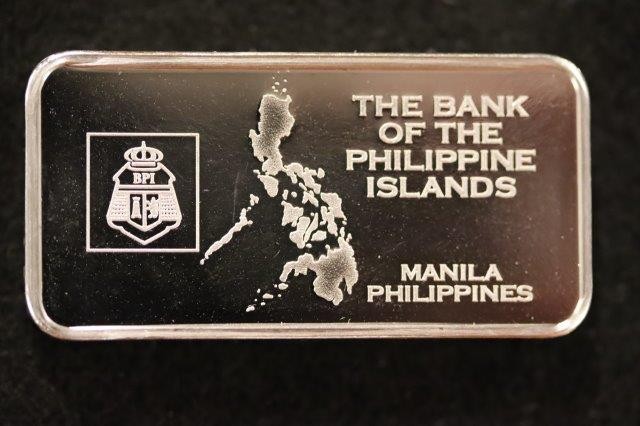 BPI
THE BANK
OF THE
PHILIPPINE
ISLANDS
MANILA
PHILIPPINES